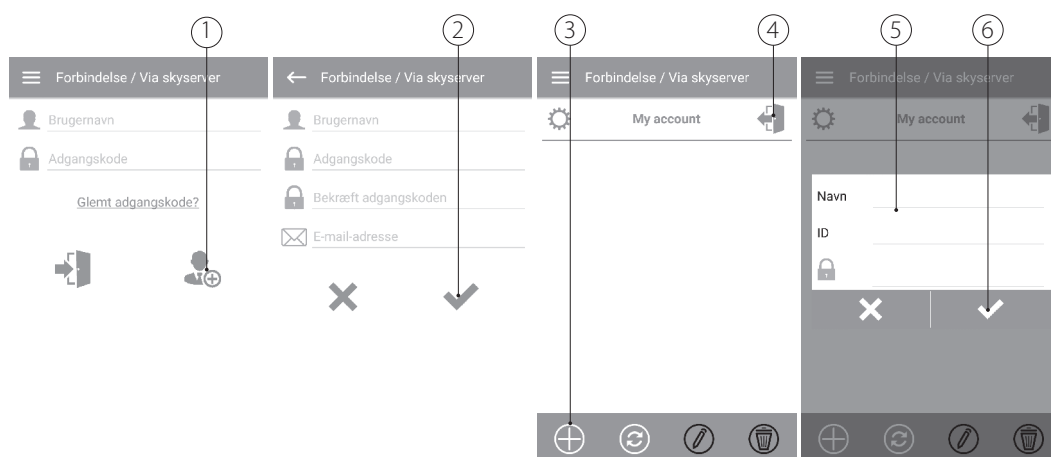 1
2
3
4
5
6
Forbindelse / Via skyserver
Brugernavn
Adgangskode
Glemt adgangskode?
Forbindelse / Via skyserver
Brugernavn
Adgangskode
Bekræft adgangskoden
E-mail-adresse
Forbindelse / Via skyserver
My account
Forbindelse / Via skyserver
My account
Navn
ID